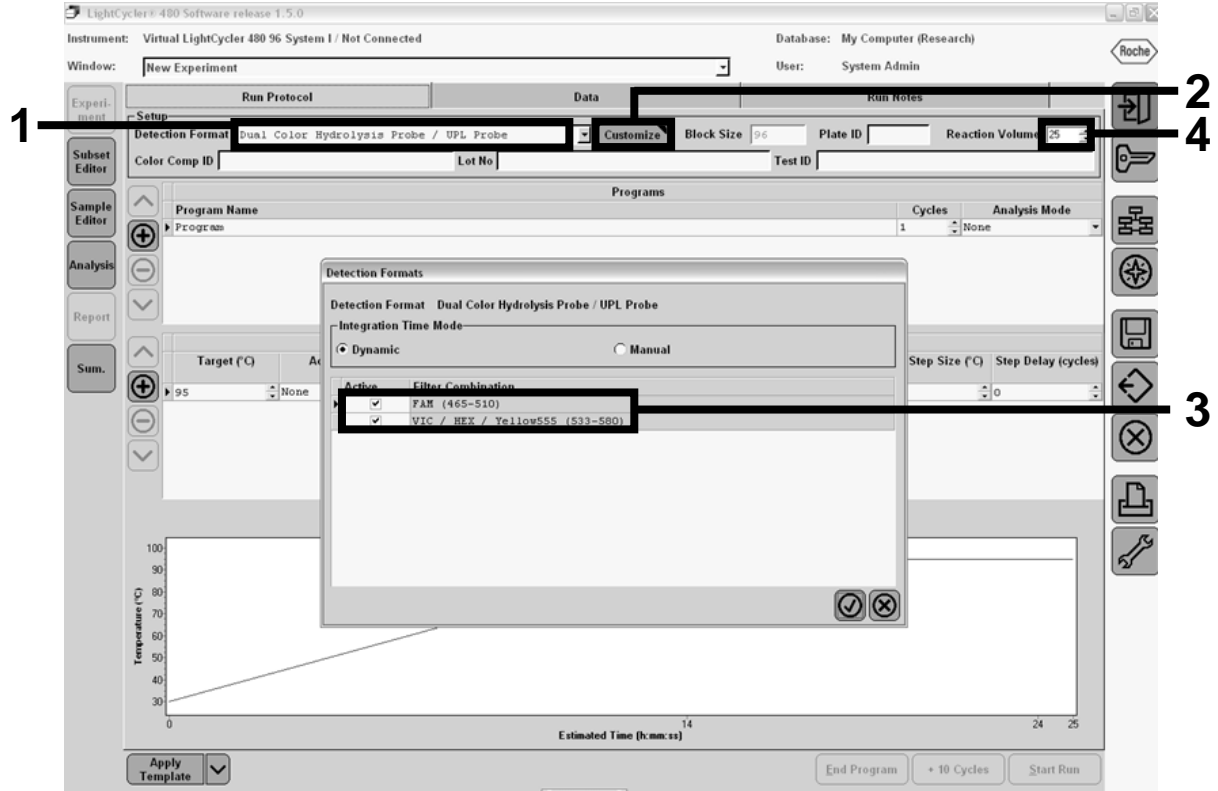 LightCycler® 480 Software release 1.5.0
Instrument: Virtual LightCycler 480 96 System I / Not Connected Database: My Computer (Research)
Roche
Window: New Experiment User: System Admin
Experi-
ment
Run Protocol Data Run Notes
2
1
Setup
Detection Format Dual Color Hydrolysis Probe / UPL Probe Customize Block Size 96 Plate ID Reaction Volume 25
4
Color Comp ID Lot No Test ID
Subset
Editor
Sample
Editor
Analysis
Report
Sum.
Programs
Program Name Cycles Analysis Mode
Program 1 None
Detection Formats
Detection Format Dual Color Hydrolysis Probe / UPL Probe
Integration Time Mode
Dynamic Manual
Target (°C) Step Size (°C) Step Delay (cycles)
95 None 0
Active Filter Combination
FAM (465-510)
VIC / HEX / Yellow555 (533-580)
3
Temperature (°C)
100
90
80
70
60
50
40
30
0 14 24 25
Estimated Time (h:mm:ss)
Apply
Template
End Program + 10 Cycles Start Run